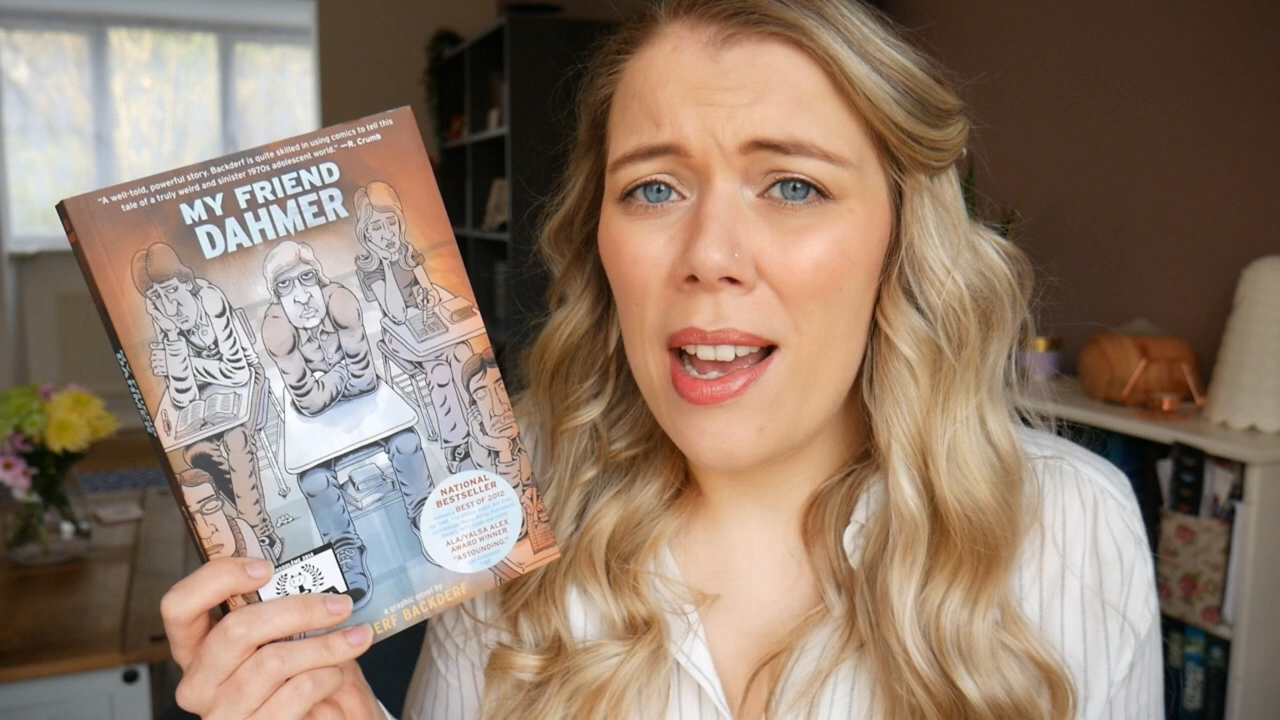 "A well-told, powerful story. Backderf is quite skilled in using comics to tell this
tale of a truly weird and sinister 1970s adolescent world." —R. Crumb
MY FRIEND
DAHMER
NATIONAL
BESTSELLER
BEST OF 2012
ALA/YALSA ALEX
AWARD WINNER
"ASTOUNDING."
a graphic novel by
DERF BACKDERF